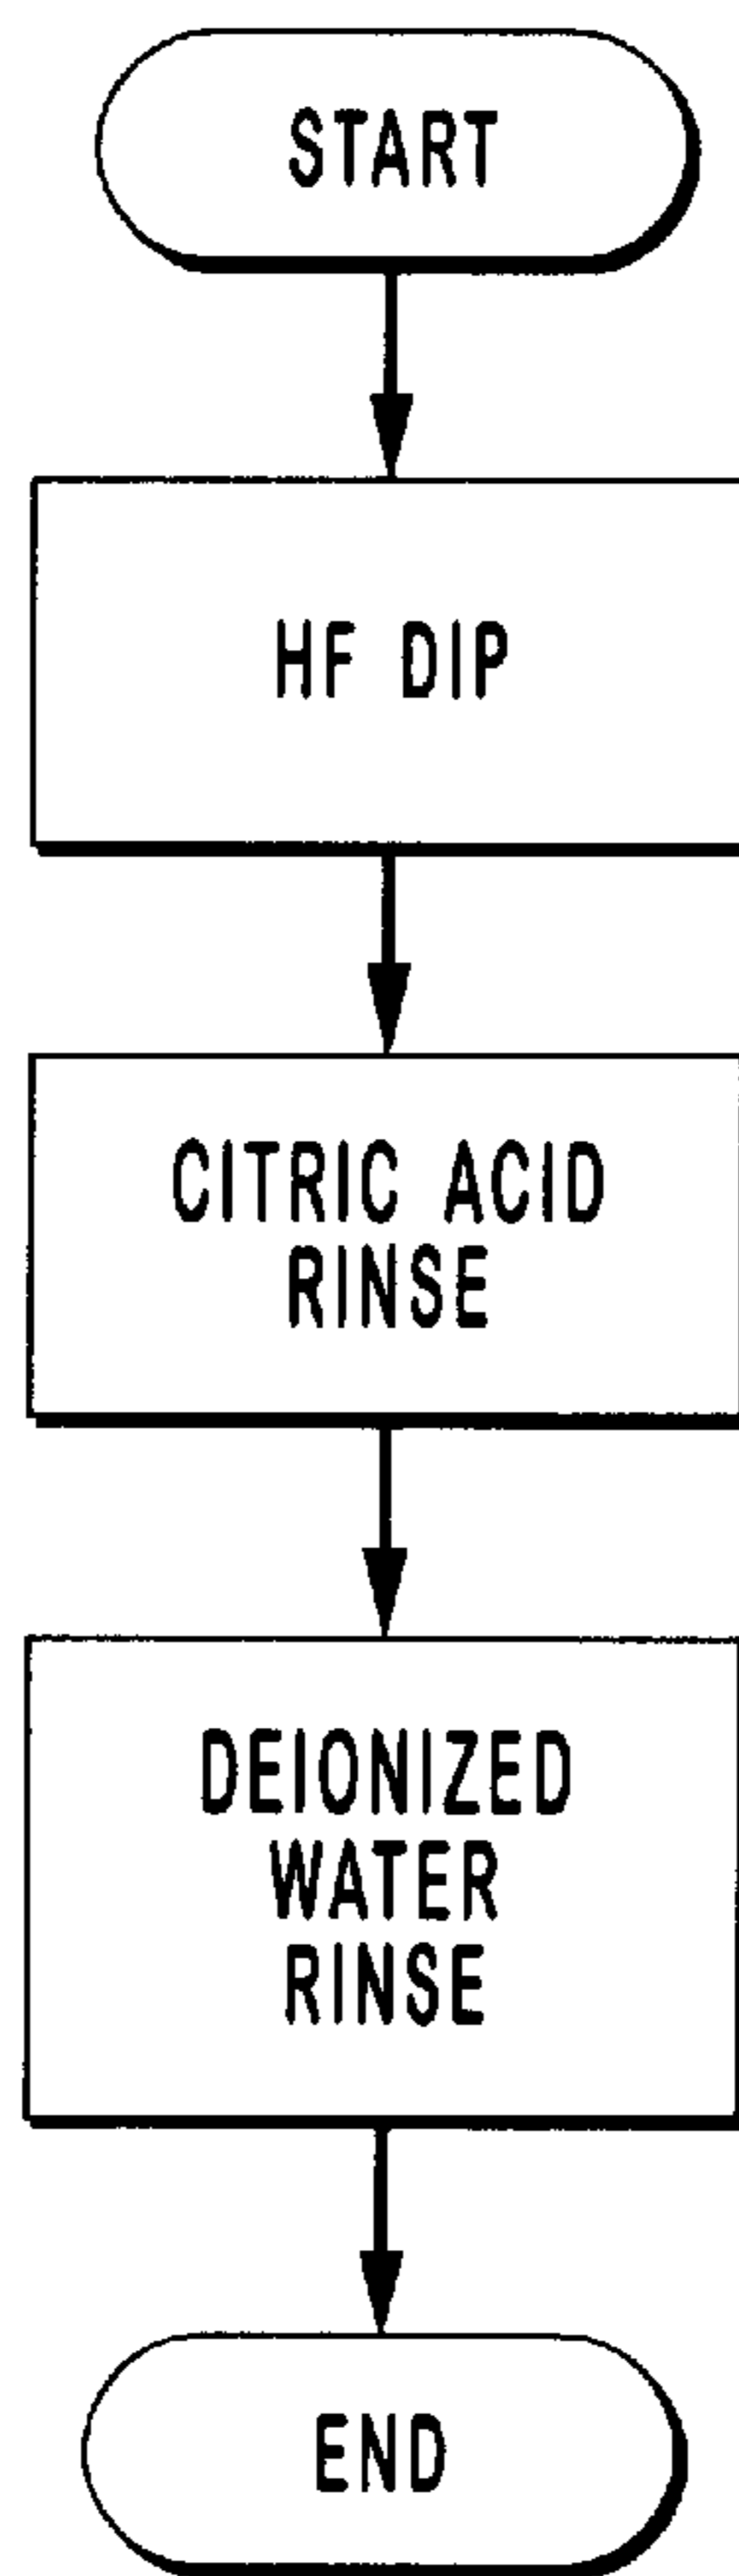 START
HF DIP
CITRIC ACID
RINSE
DEIONIZED
WATER
RINSE
END